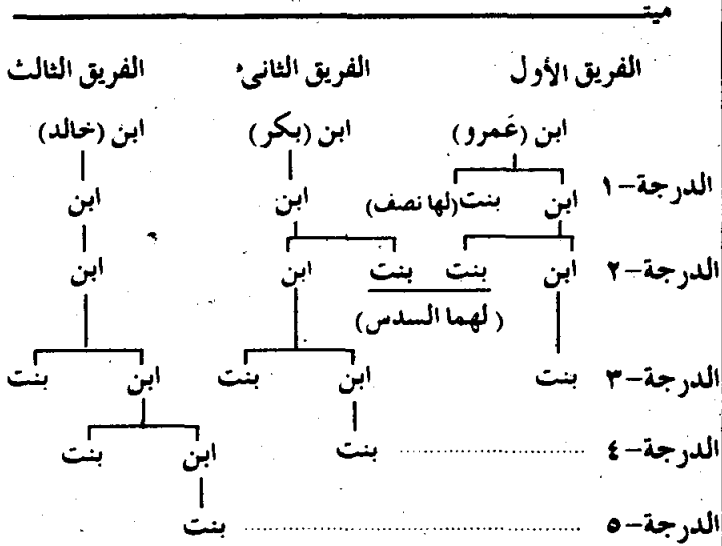 ميتـ
الفريق الأول الفريق الثانى الفريق الثالث
ابن (عَمرو) ابن (بكر) ابن (خالد)
الدرجة-١ ابن بنت (لها نصف) ابن ابن
الدرجة-٢ ابن بنت بنت ابن ابن
(لهما السدس)
الدرجة-٣ بنت ابن بنت ابن بنت
الدرجة-٤ بنت ابن بنت
الدرجة-٥ بنت